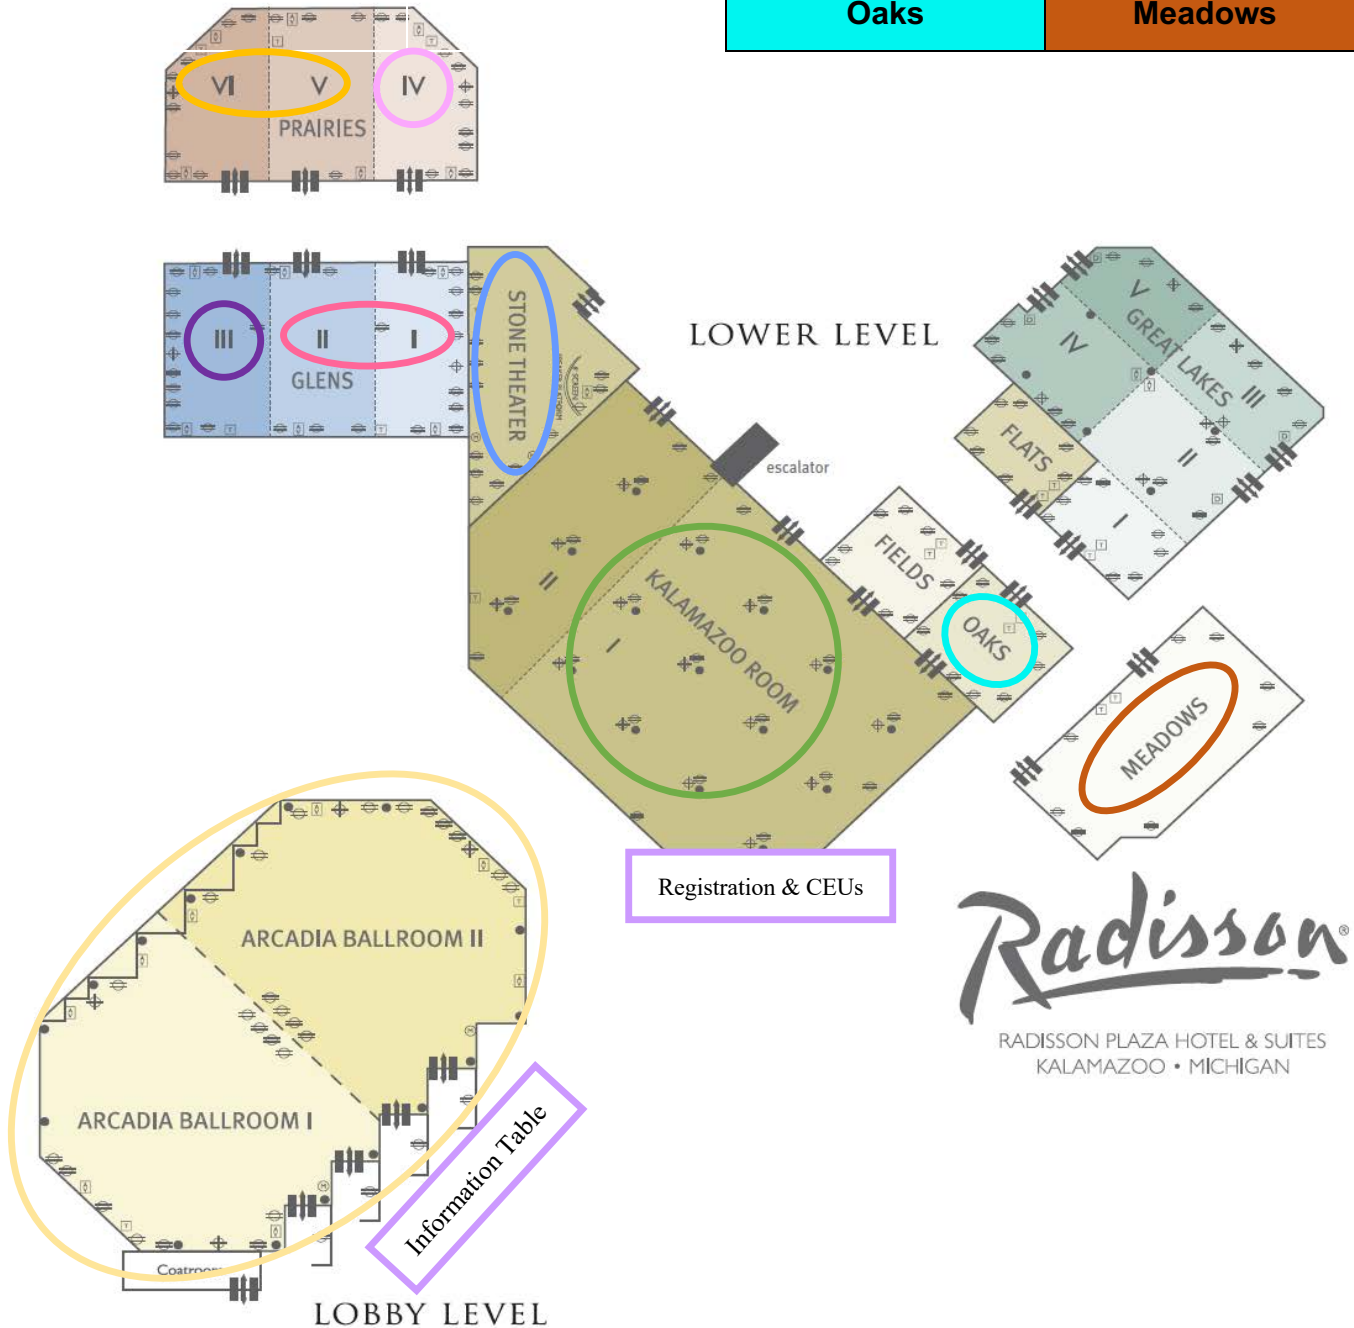 Oaks
Meadows
VI
V
IV
PRAIRIES
III
II
I
GLENS
STONE THEATER
LOWER LEVEL
V
GREAT LAKES
IV
III
FLATS
II
I
escalator
FIELDS
OAKS
II
I
KALAMAZOO ROOM
MEADOWS
Registration & CEUs
ARCADIA BALLROOM II
Radisson®
RADISSON PLAZA HOTEL & SUITES
KALAMAZOO • MICHIGAN
ARCADIA BALLROOM I
Information Table
LOBBY LEVEL